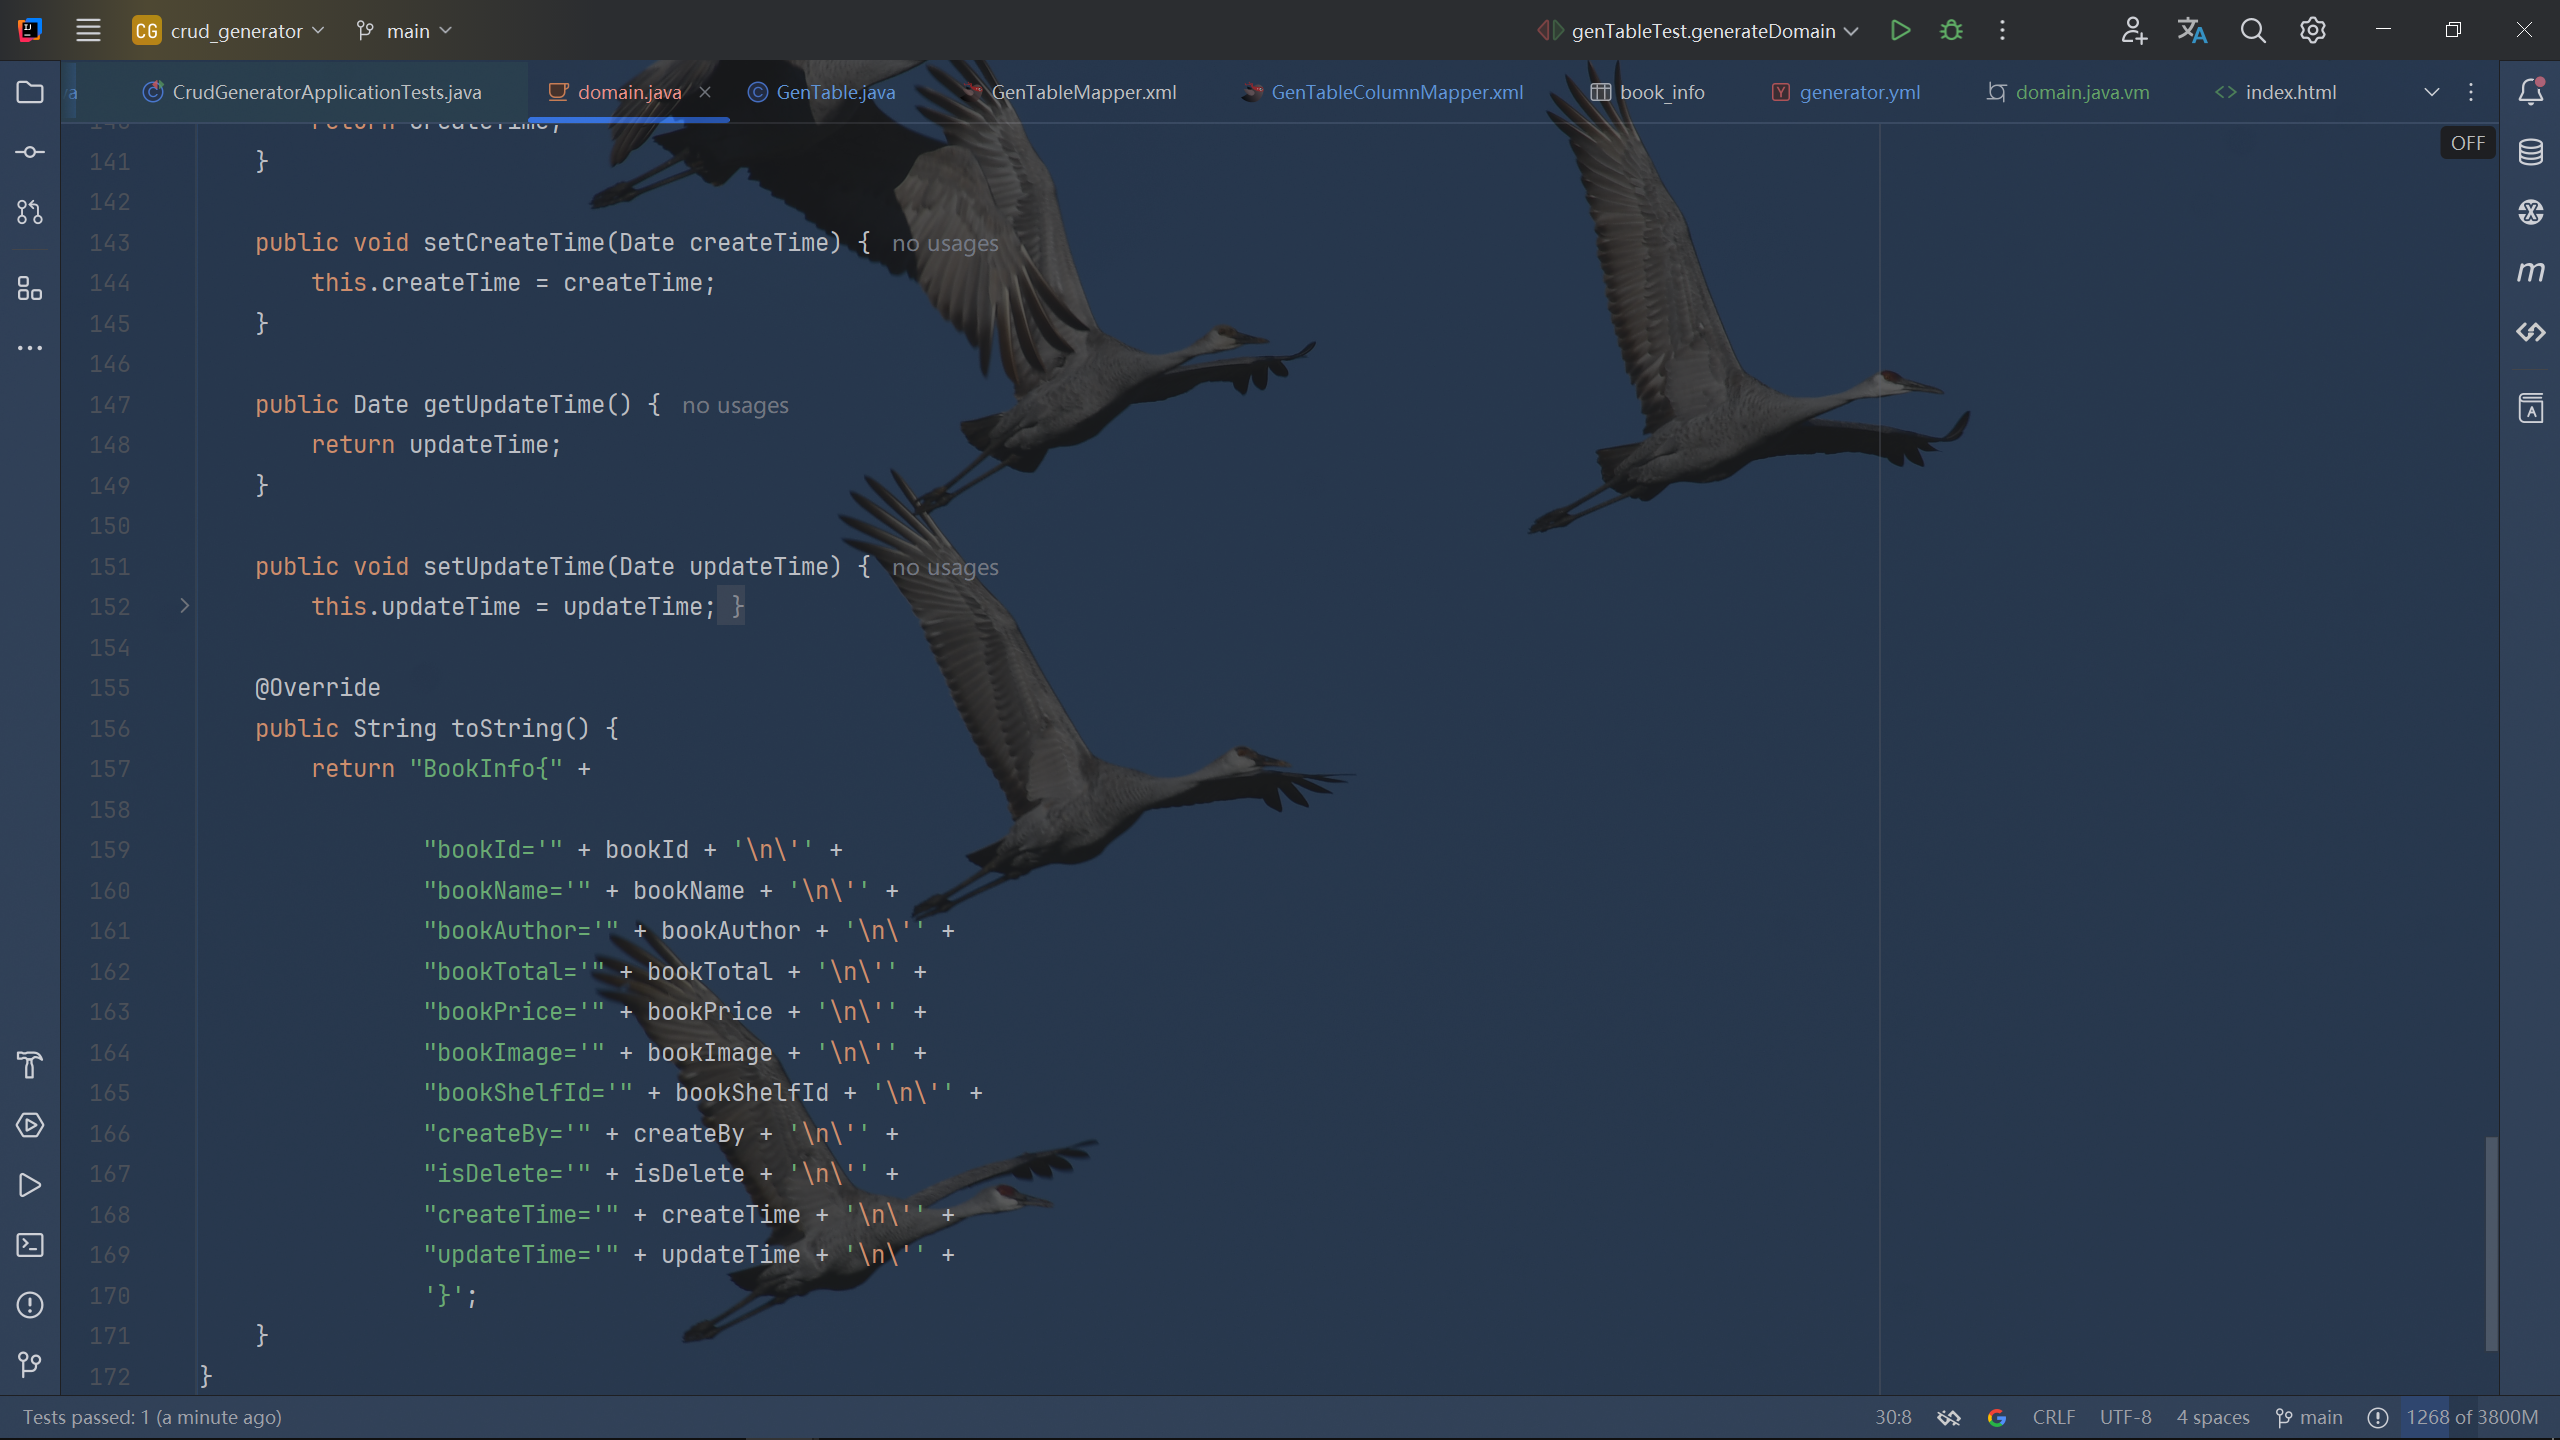 CG crud_generator main genTableTest.generateDomain
CrudGeneratorApplicationTests.java domain.java GenTable.java GenTableMapper.xml GenTableColumnMapper.xml book_info generator.yml domain.java.vm index.html
OFF
140 return createTime;
141 }
142
143 public void setCreateTime(Date createTime) { no usages
144 this.createTime = createTime;
145 }
146
147 public Date getUpdateTime() { no usages
148 return updateTime;
149 }
150
151 public void setUpdateTime(Date updateTime) { no usages
152 this.updateTime = updateTime; }
154
155 @Override
156 public String toString() {
157 return "BookInfo{" +
158
159 "bookId='" + bookId + '\n\'' +
160 "bookName='" + bookName + '\n\'' +
161 "bookAuthor='" + bookAuthor + '\n\'' +
162 "bookTotal='" + bookTotal + '\n\'' +
163 "bookPrice='" + bookPrice + '\n\'' +
164 "bookImage='" + bookImage + '\n\'' +
165 "bookShelfId='" + bookShelfId + '\n\'' +
166 "createBy='" + createBy + '\n\'' +
167 "isDelete='" + isDelete + '\n\'' +
168 "createTime='" + createTime + '\n\'' +
169 "updateTime='" + updateTime + '\n\'' +
170 '}';
171 }
172 }
Tests passed: 1 (a minute ago) 30:8 CRLF UTF-8 4 spaces main 1268 of 3800M